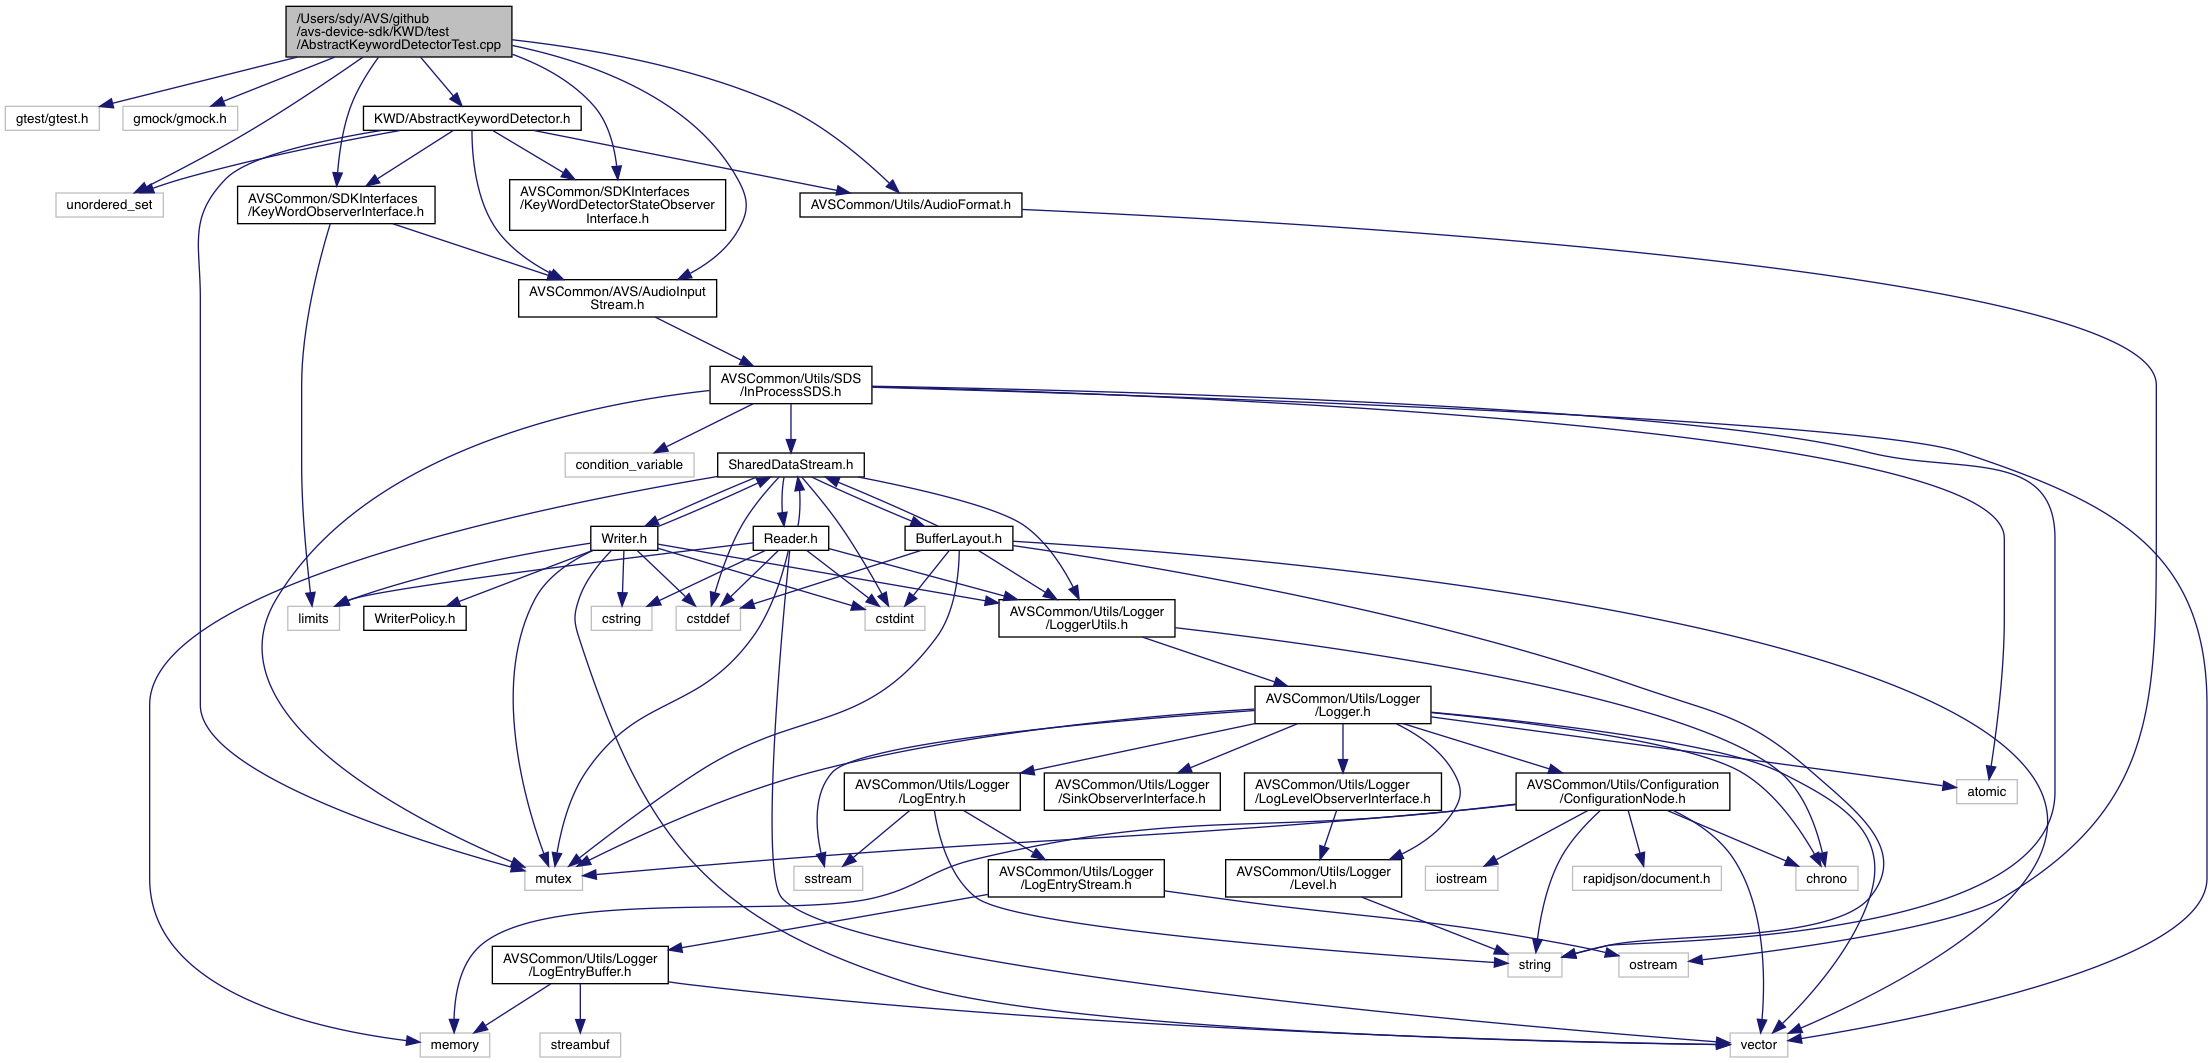 /Users/sdy/AVS/github
/avs-device-sdk/KWD/test
/AbstractKeywordDetectorTest.cpp
gtest/gtest.h
gmock/gmock.h
KWD/AbstractKeywordDetector.h
unordered_set
AVSCommon/SDKInterfaces
/KeyWordObserverInterface.h
AVSCommon/SDKInterfaces
/KeyWordDetectorStateObserver
Interface.h
AVSCommon/Utils/AudioFormat.h
AVSCommon/AVS/AudioInput
Stream.h
AVSCommon/Utils/SDS
/InProcessSDS.h
condition_variable
SharedDataStream.h
Writer.h
Reader.h
BufferLayout.h
limits
WriterPolicy.h
cstring
cstddef
cstdint
AVSCommon/Utils/Logger
/LoggerUtils.h
AVSCommon/Utils/Logger
/Logger.h
AVSCommon/Utils/Logger
/LogEntry.h
AVSCommon/Utils/Logger
/SinkObserverInterface.h
AVSCommon/Utils/Logger
/LogLevelObserverInterface.h
AVSCommon/Utils/Configuration
/ConfigurationNode.h
atomic
mutex
sstream
AVSCommon/Utils/Logger
/LogEntryStream.h
AVSCommon/Utils/Logger
/Level.h
iostream
rapidjson/document.h
chrono
AVSCommon/Utils/Logger
/LogEntryBuffer.h
string
ostream
memory
streambuf
vector